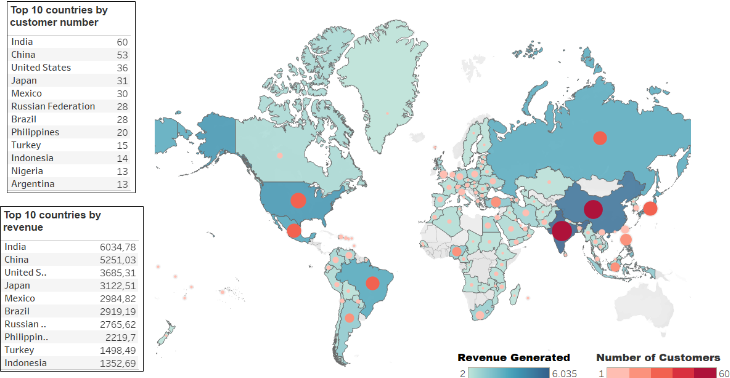 Top 10 countries by
customer number
India 60
China 53
United States 36
Japan 31
Mexico 30
Russian Federation 28
Brazil 28
Philippines 20
Turkey 15
Indonesia 14
Nigeria 13
Argentina 13
Top 10 countries by
revenue
India 6034,78
China 5251,03
United S.. 3685,31
Japan 3122,51
Mexico 2984,82
Brazil 2919,19
Russian .. 2765,62
Philippin.. 2219,7
Turkey 1498,49
Indonesia 1352,69
Revenue Generated
2 6.035
Number of Customers
1 60